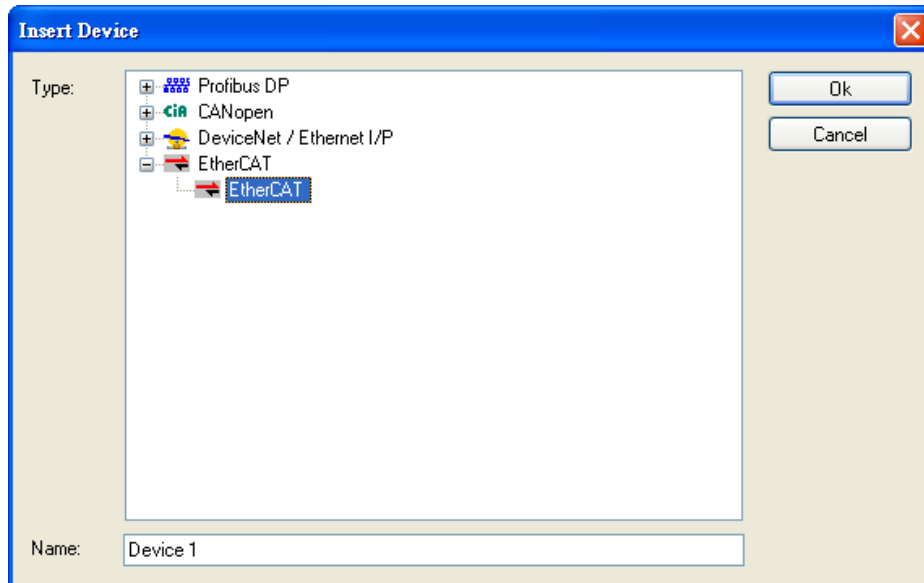 Insert Device
Type:
Profibus DP
CiA CANopen
DeviceNet / Ethernet I/P
EtherCAT
EtherCAT
Ok
Cancel
Name:
Device 1